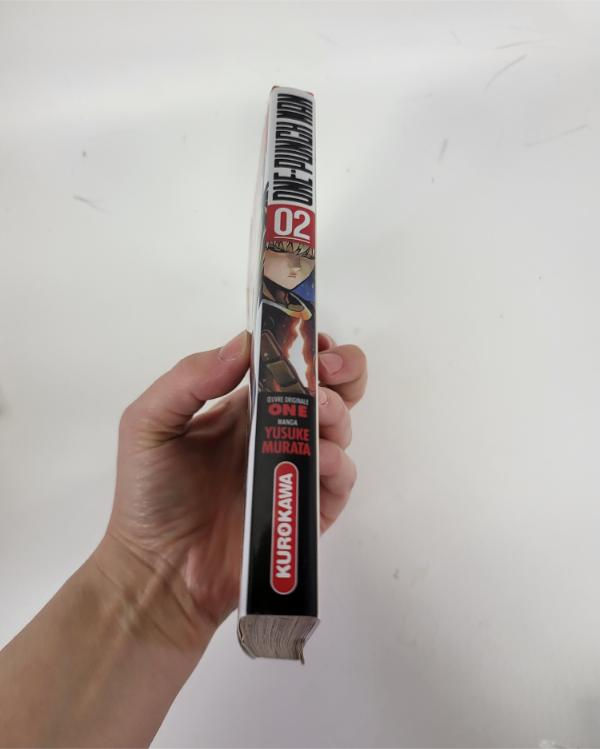 ONE-PUNCH MAN
02
ŒUVRE ORIGINALE
ONE
MANGA
YUSUKE
MURATA
KUROKAWA